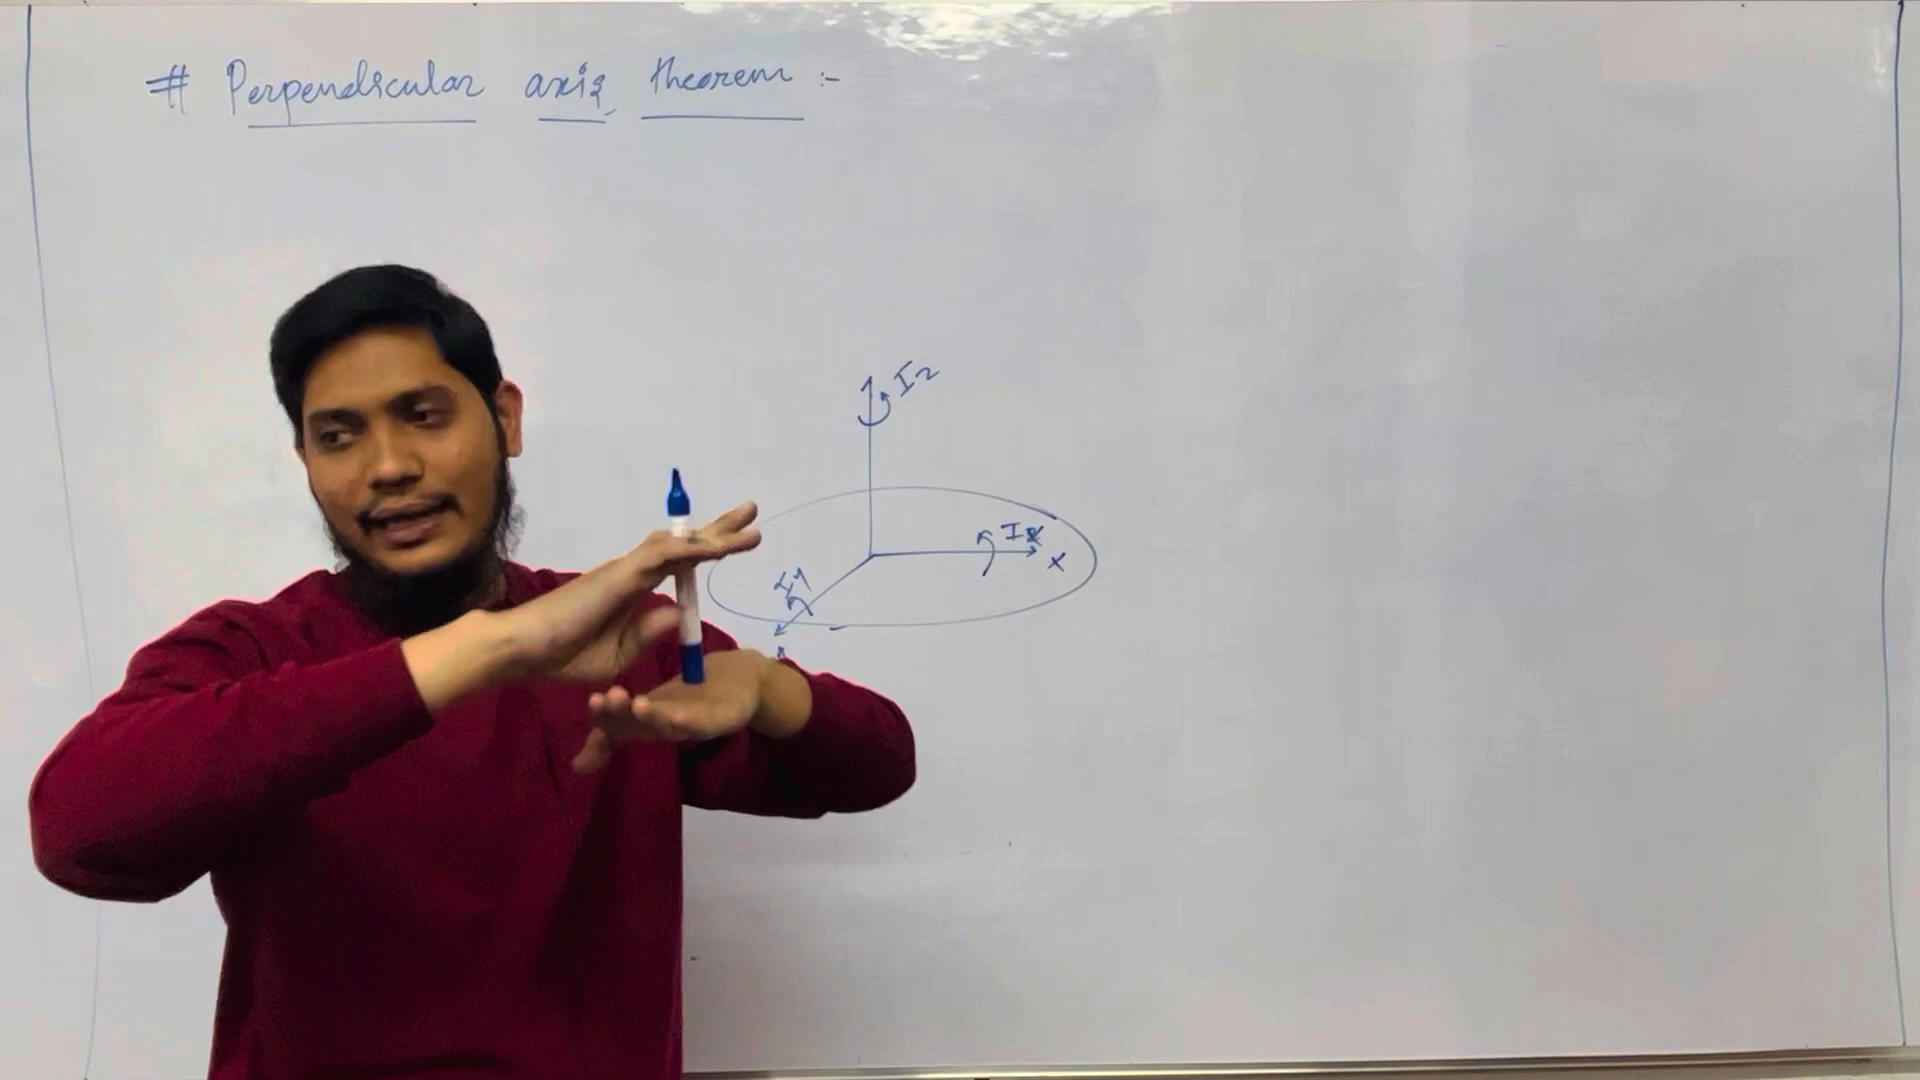 # Perpendicular axis theorem :-
Iz
Ix
x
Iy